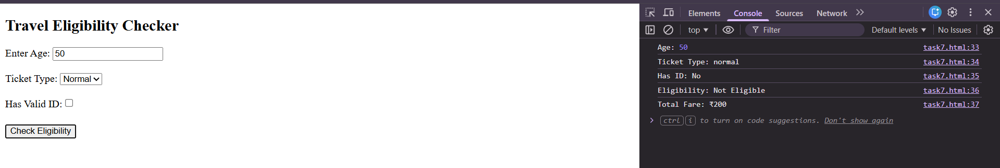 Travel Eligibility Checker
Enter Age: 50
Ticket Type: Normal
Has Valid ID:
Check Eligibility
Elements Console Sources Network
top Filter Default levels No Issues
Age: 50 task7.html:33
Ticket Type: normal task7.html:34
Has ID: No task7.html:35
Eligibility: Not Eligible task7.html:36
Total Fare: ₹200 task7.html:37
ctrl i to turn on code suggestions. Don't show again